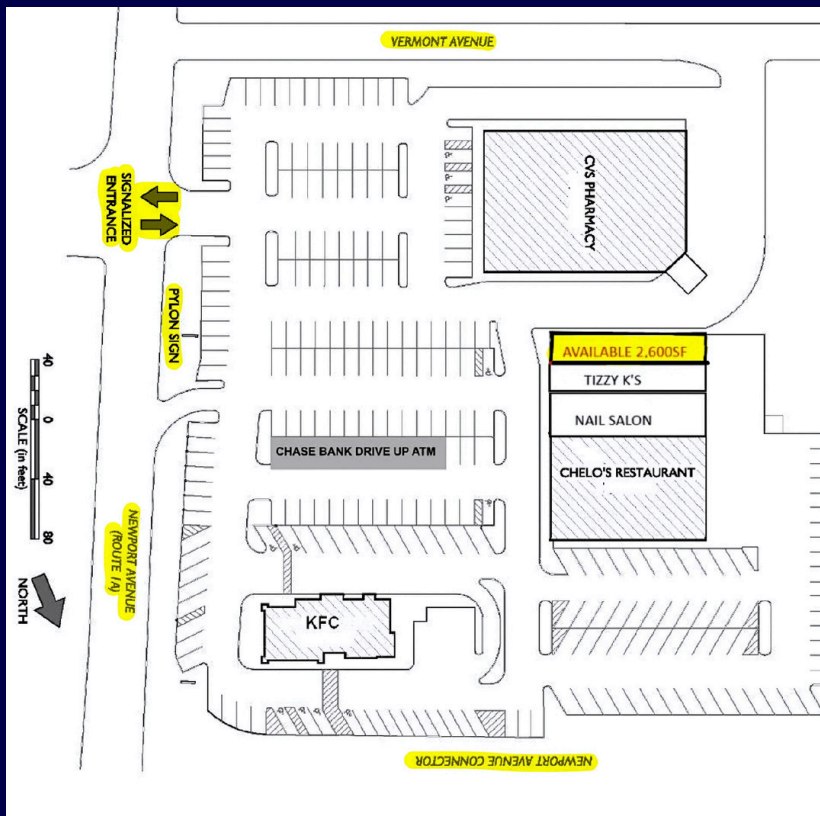 VERMONT AVENUE
CVS PHARMACY
SIGNALIZED
ENTRANCE
PYLON SIGN
AVAILABLE 2,600SF
TIZZY K'S
NAIL SALON
CHELO'S RESTAURANT
CHASE BANK DRIVE UP ATM
40
0
40
80
SCALE (in feet)
NEWPORT AVENUE
(ROUTE 1A)
NORTH
KFC
NEWPORT AVENUE CONNECTOR